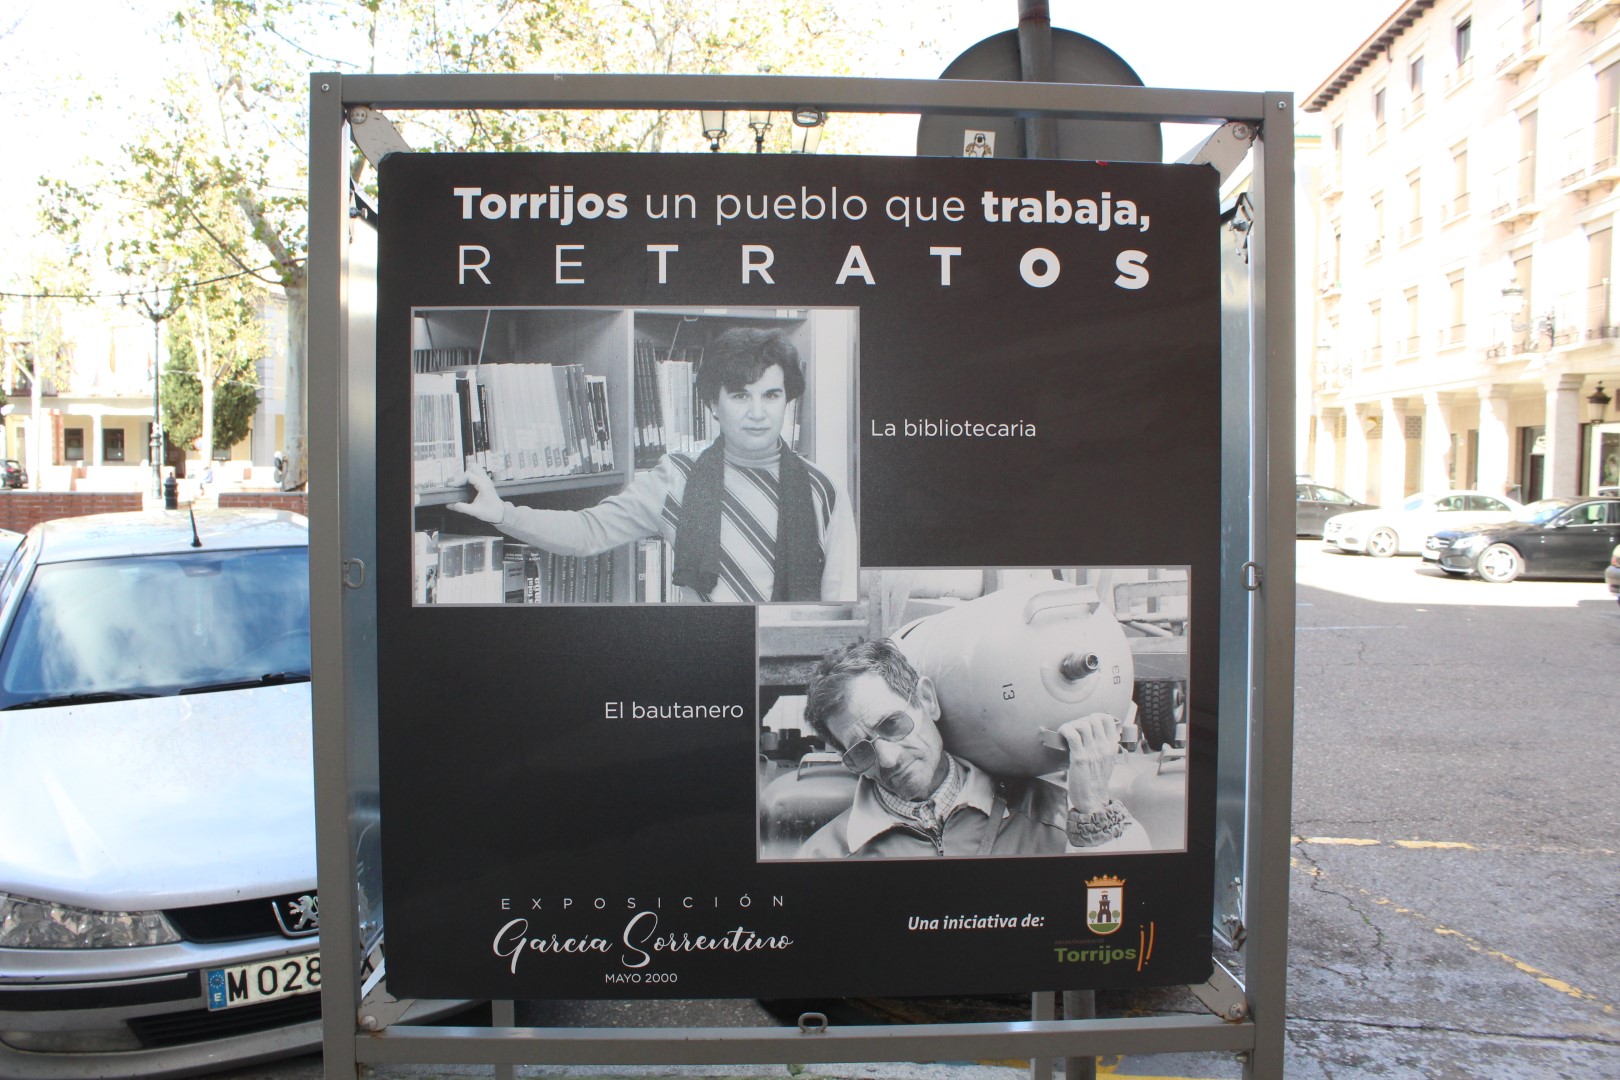 Torrijos un pueblo que trabaja,
RETRATOS
La bibliotecaria
El bautanero
13
EXPOSICIÓN
García Sorrentino
MAYO 2000
Una iniciativa de:
Torrijos
M 028
E